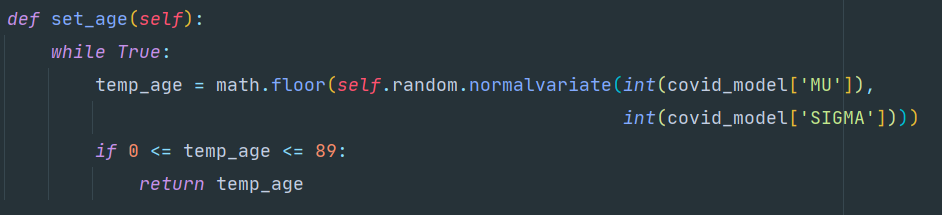 def set_age(self):
    while True:
        temp_age = math.floor(self.random.normalvariate(int(covid_model['MU']),
                                                        int(covid_model['SIGMA'])))
        if 0 <= temp_age <= 89:
            return temp_age